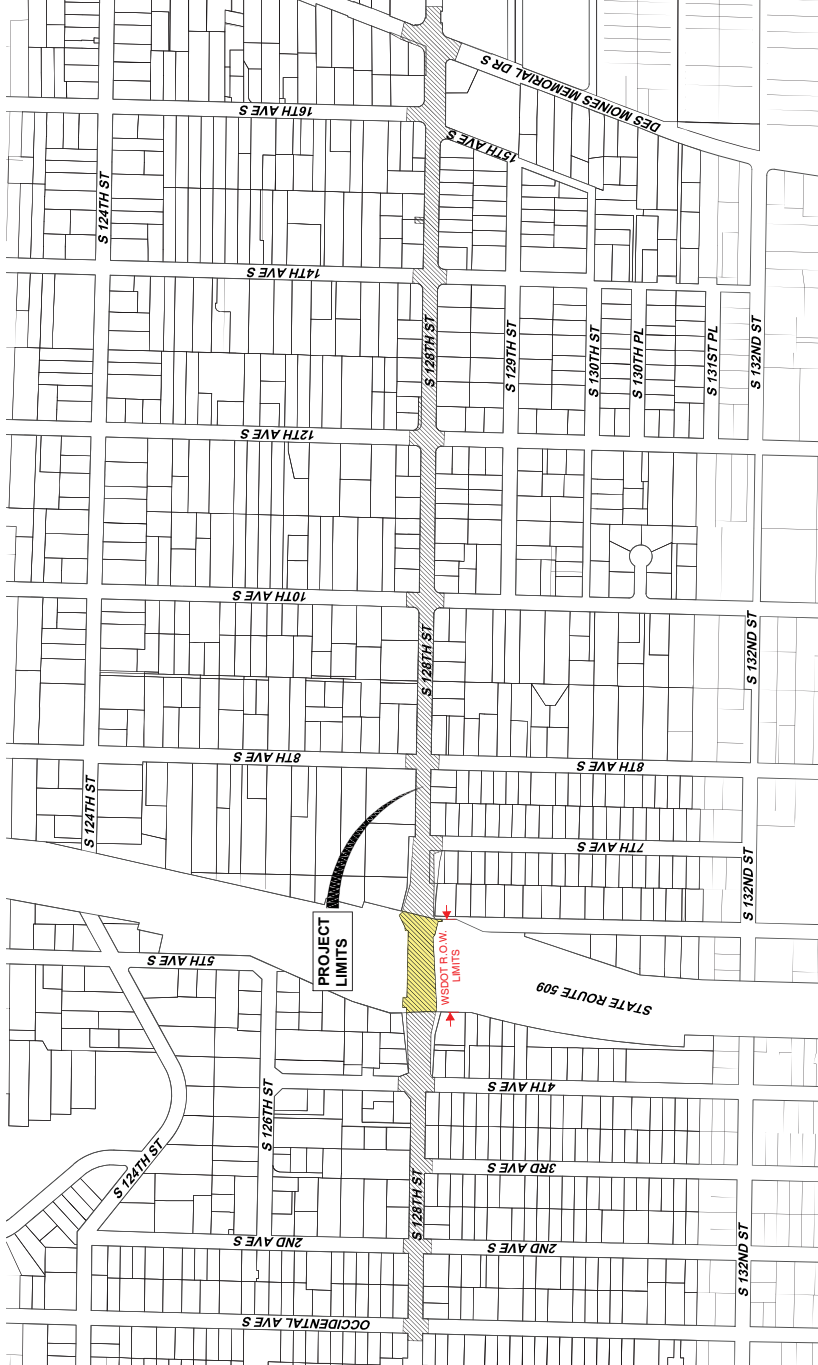 DES MOINES MEMORIAL DR S
16TH AVE S
15TH AVE S
S 124TH ST
14TH AVE S
S 128TH ST
S 129TH ST
S 130TH ST
S 130TH PL
S 131ST PL
S 132ND ST
12TH AVE S
10TH AVE S
S 128TH ST
S 132ND ST
8TH AVE S
8TH AVE S
S 124TH ST
7TH AVE S
S 132ND ST
PROJECT
LIMITS
WSDOT R.O.W.
LIMITS
5TH AVE S
STATE ROUTE 509
4TH AVE S
S 126TH ST
S 124TH ST
3RD AVE S
S 128TH ST
2ND AVE S
2ND AVE S
S 132ND ST
OCCIDENTAL AVE S